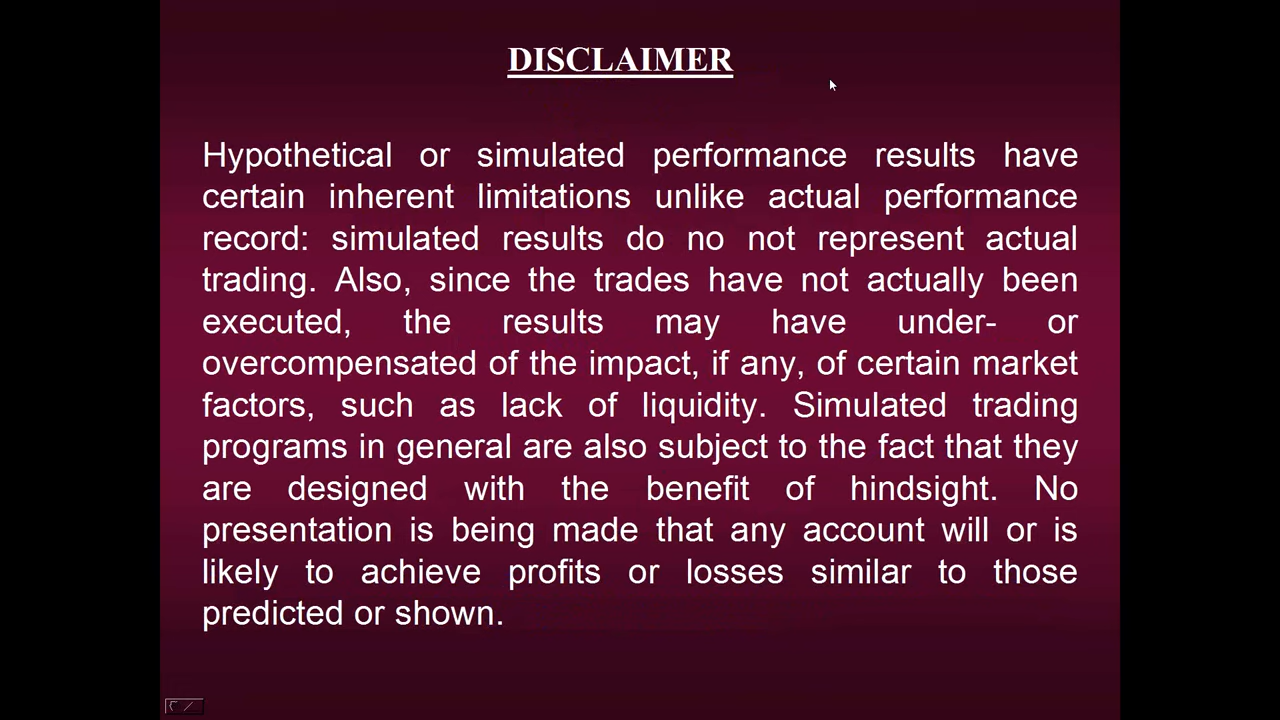 DISCLAIMER
Hypothetical or simulated performance results have
certain inherent limitations unlike actual performance
record: simulated results do no not represent actual
trading. Also, since the trades have not actually been
executed, the results may have under- or
overcompensated of the impact, if any, of certain market
factors, such as lack of liquidity. Simulated trading
programs in general are also subject to the fact that they
are designed with the benefit of hindsight. No
presentation is being made that any account will or is
likely to achieve profits or losses similar to those
predicted or shown.